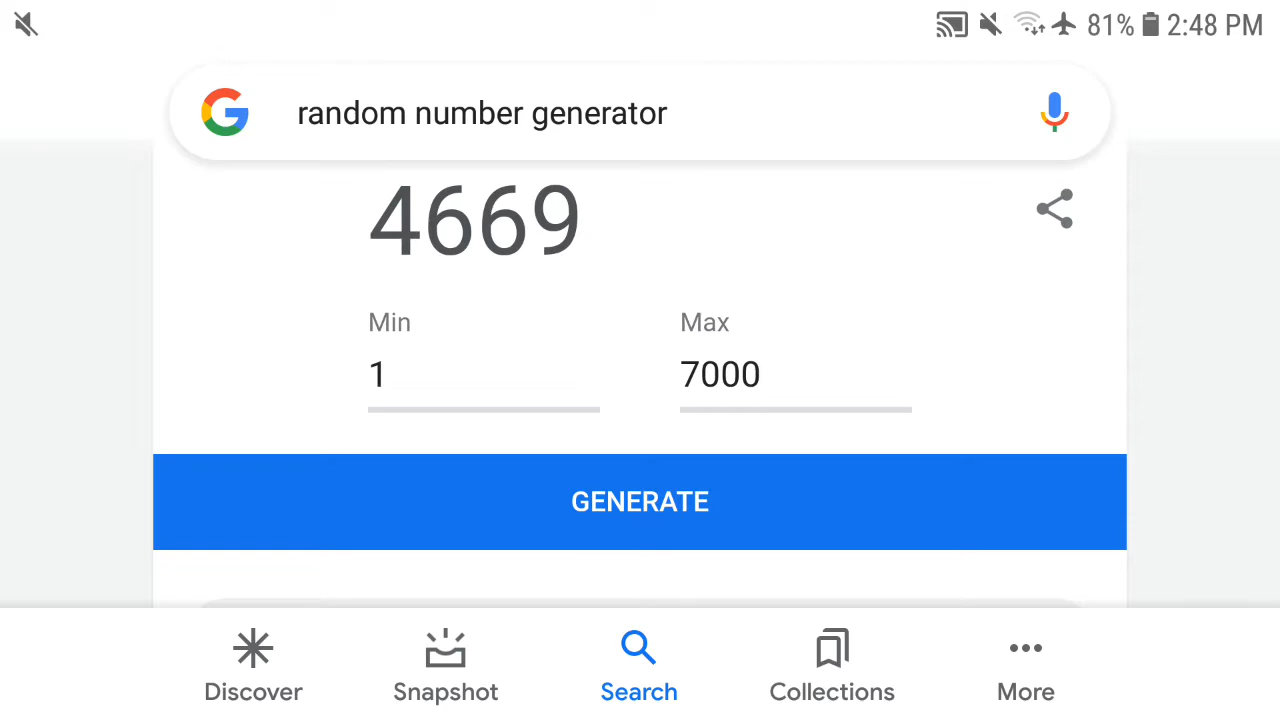 81% 2:48 PM
random number generator
4669
Min Max
1 7000
GENERATE
Discover Snapshot Search Collections More